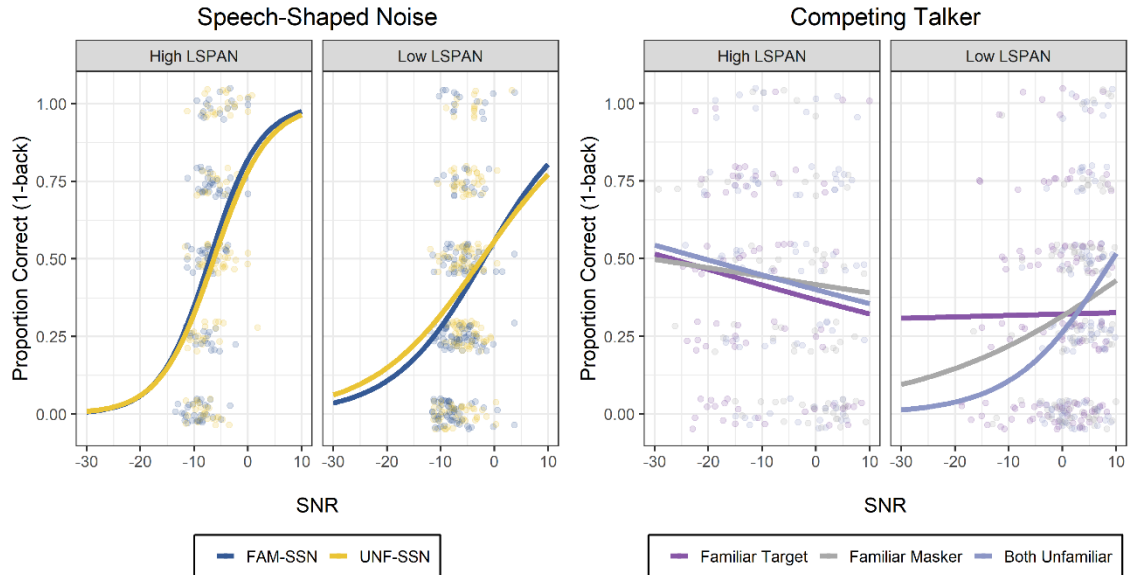 Speech-Shaped Noise
Competing Talker
High LSPAN
Low LSPAN
High LSPAN
Low LSPAN
Proportion Correct (1-back)
1.00
0.75
0.50
0.25
0.00
-30 -20 -10 0 10
-30 -20 -10 0 10
SNR
Proportion Correct (1-back)
1.00
0.75
0.50
0.25
0.00
-30 -20 -10 0 10
-30 -20 -10 0 10
SNR
FAM-SSN UNF-SSN
Familiar Target Familiar Masker Both Unfamiliar